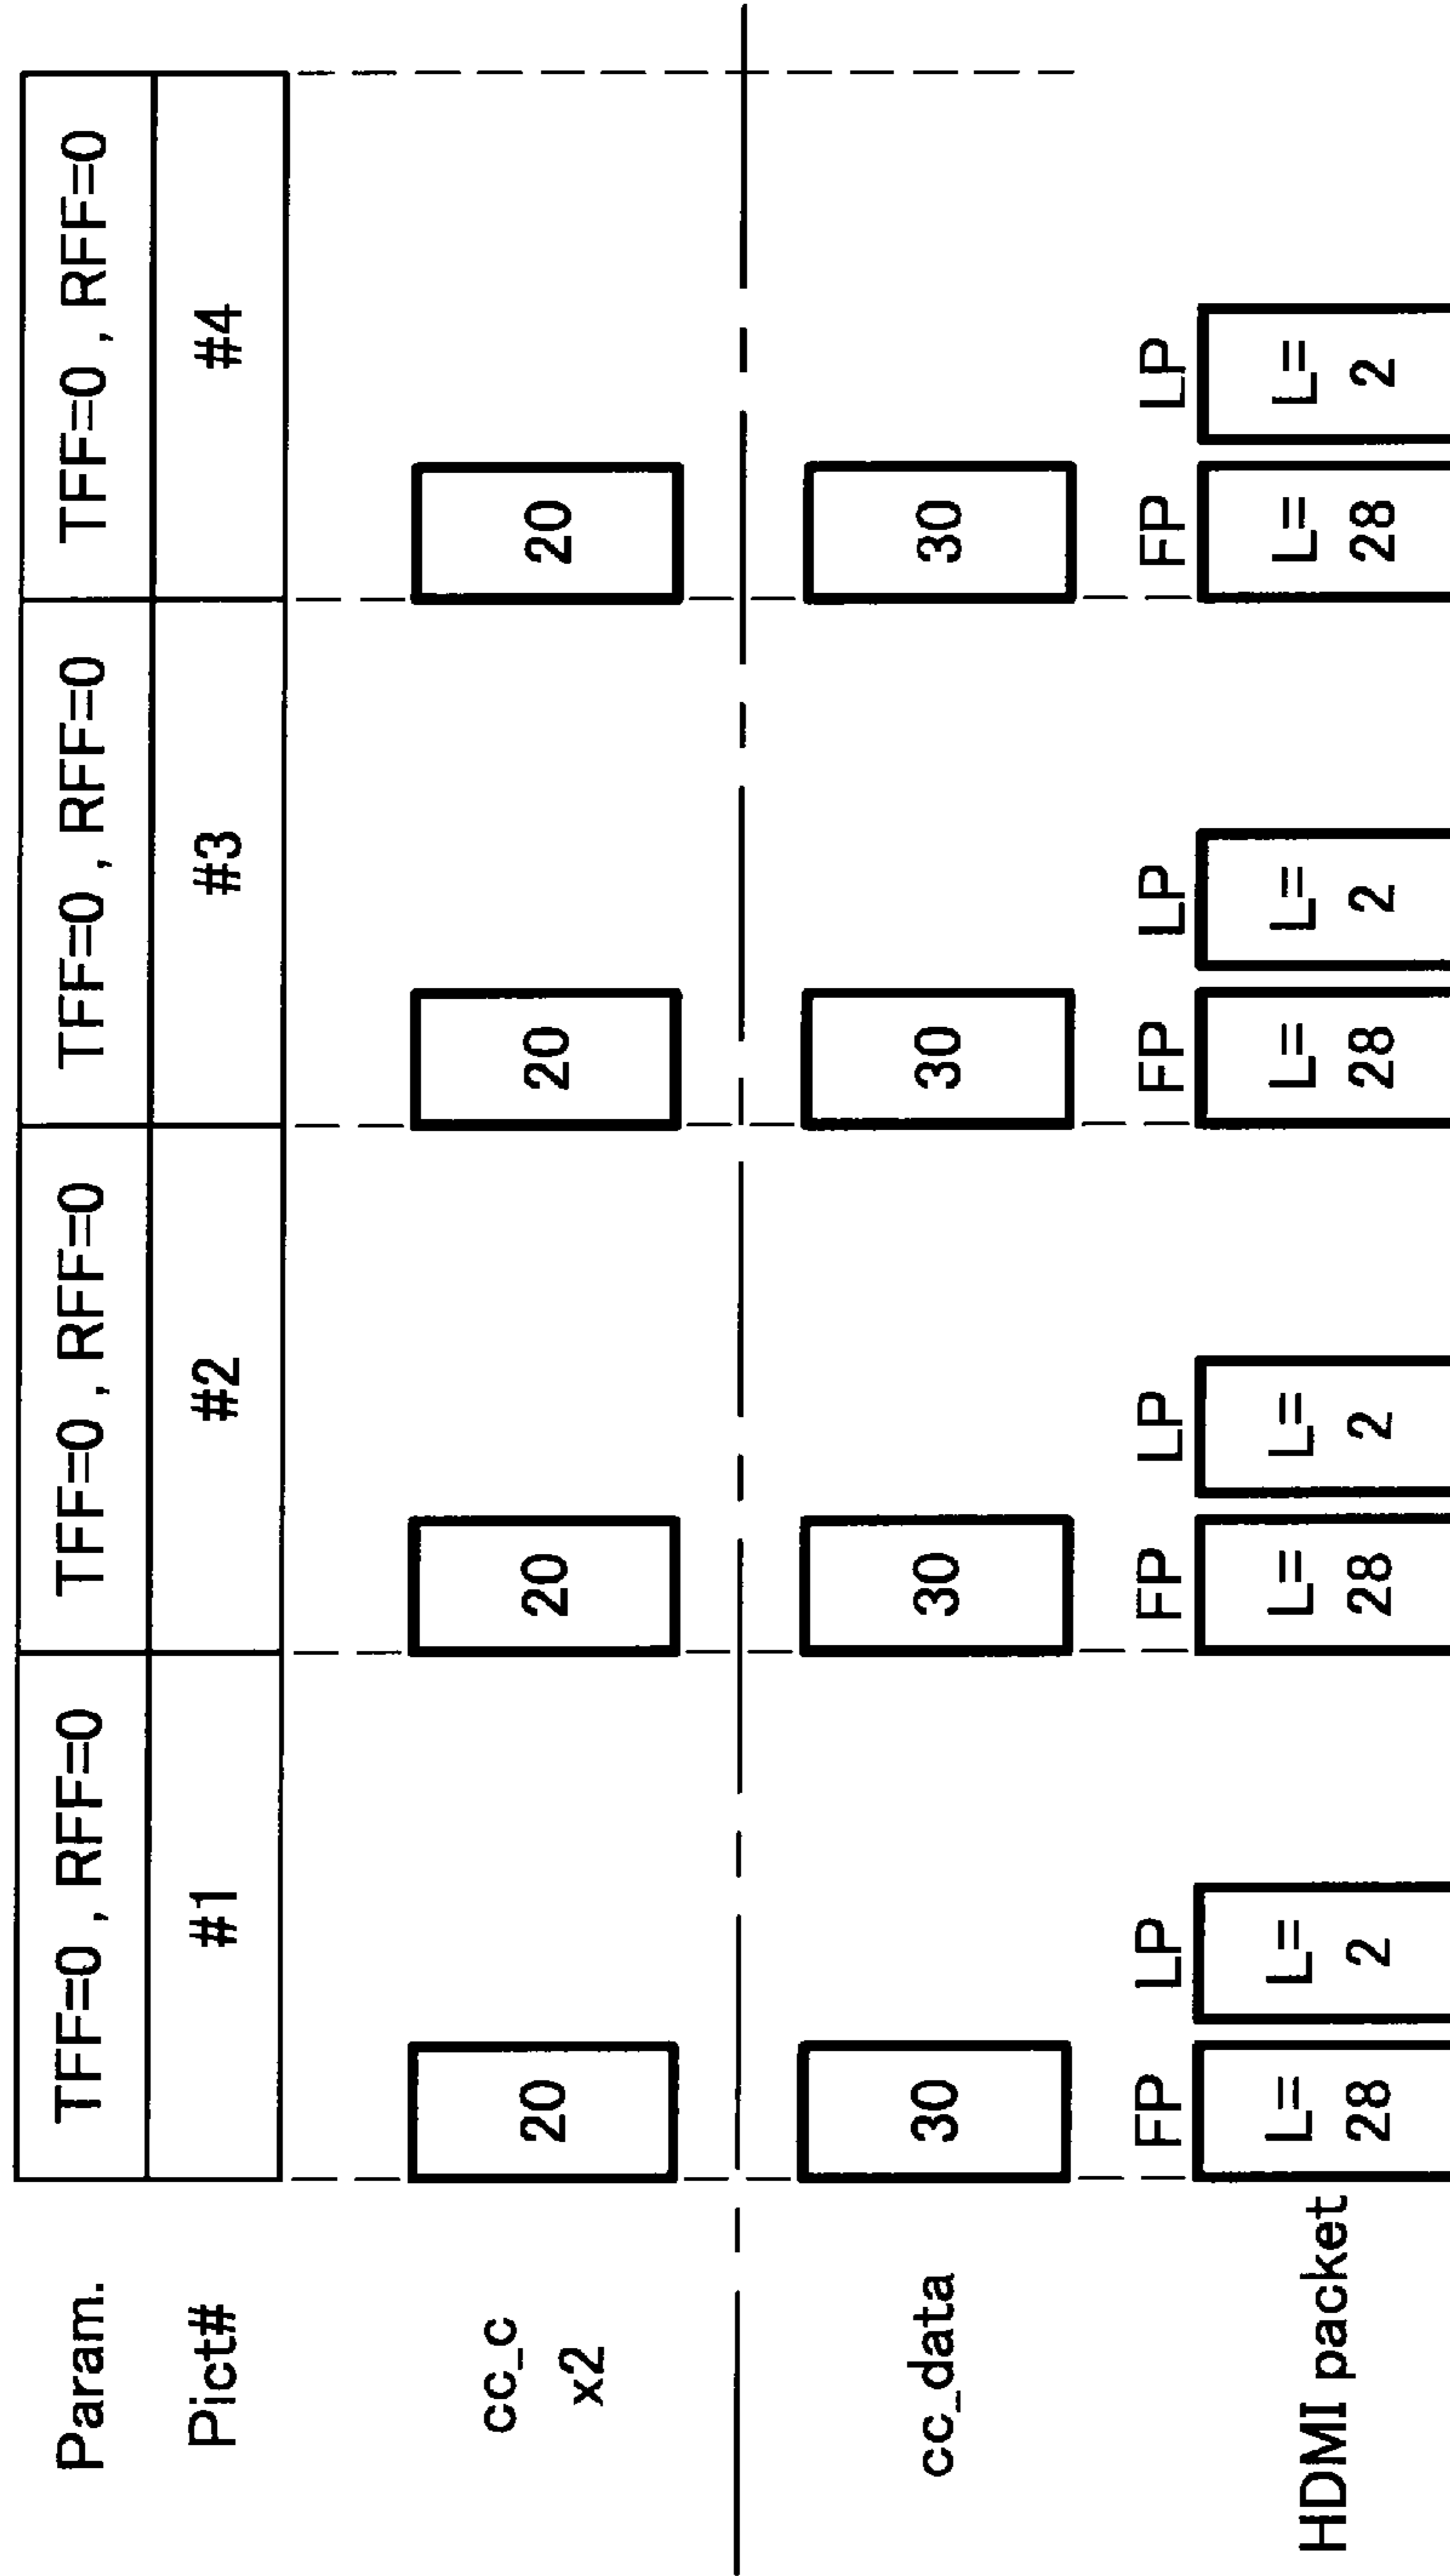 Param. TFF=0 , RFF=0 TFF=0 , RFF=0 TFF=0 , RFF=0 TFF=0 , RFF=0
Pict# #1 #2 #3 #4
cc_c 20 20 20 20
x2
cc_data 30 30 30 30
FP LP FP LP FP LP FP LP
HDMI packet L= L= L= L= L= L= L= L=
28 2 28 2 28 2 28 2